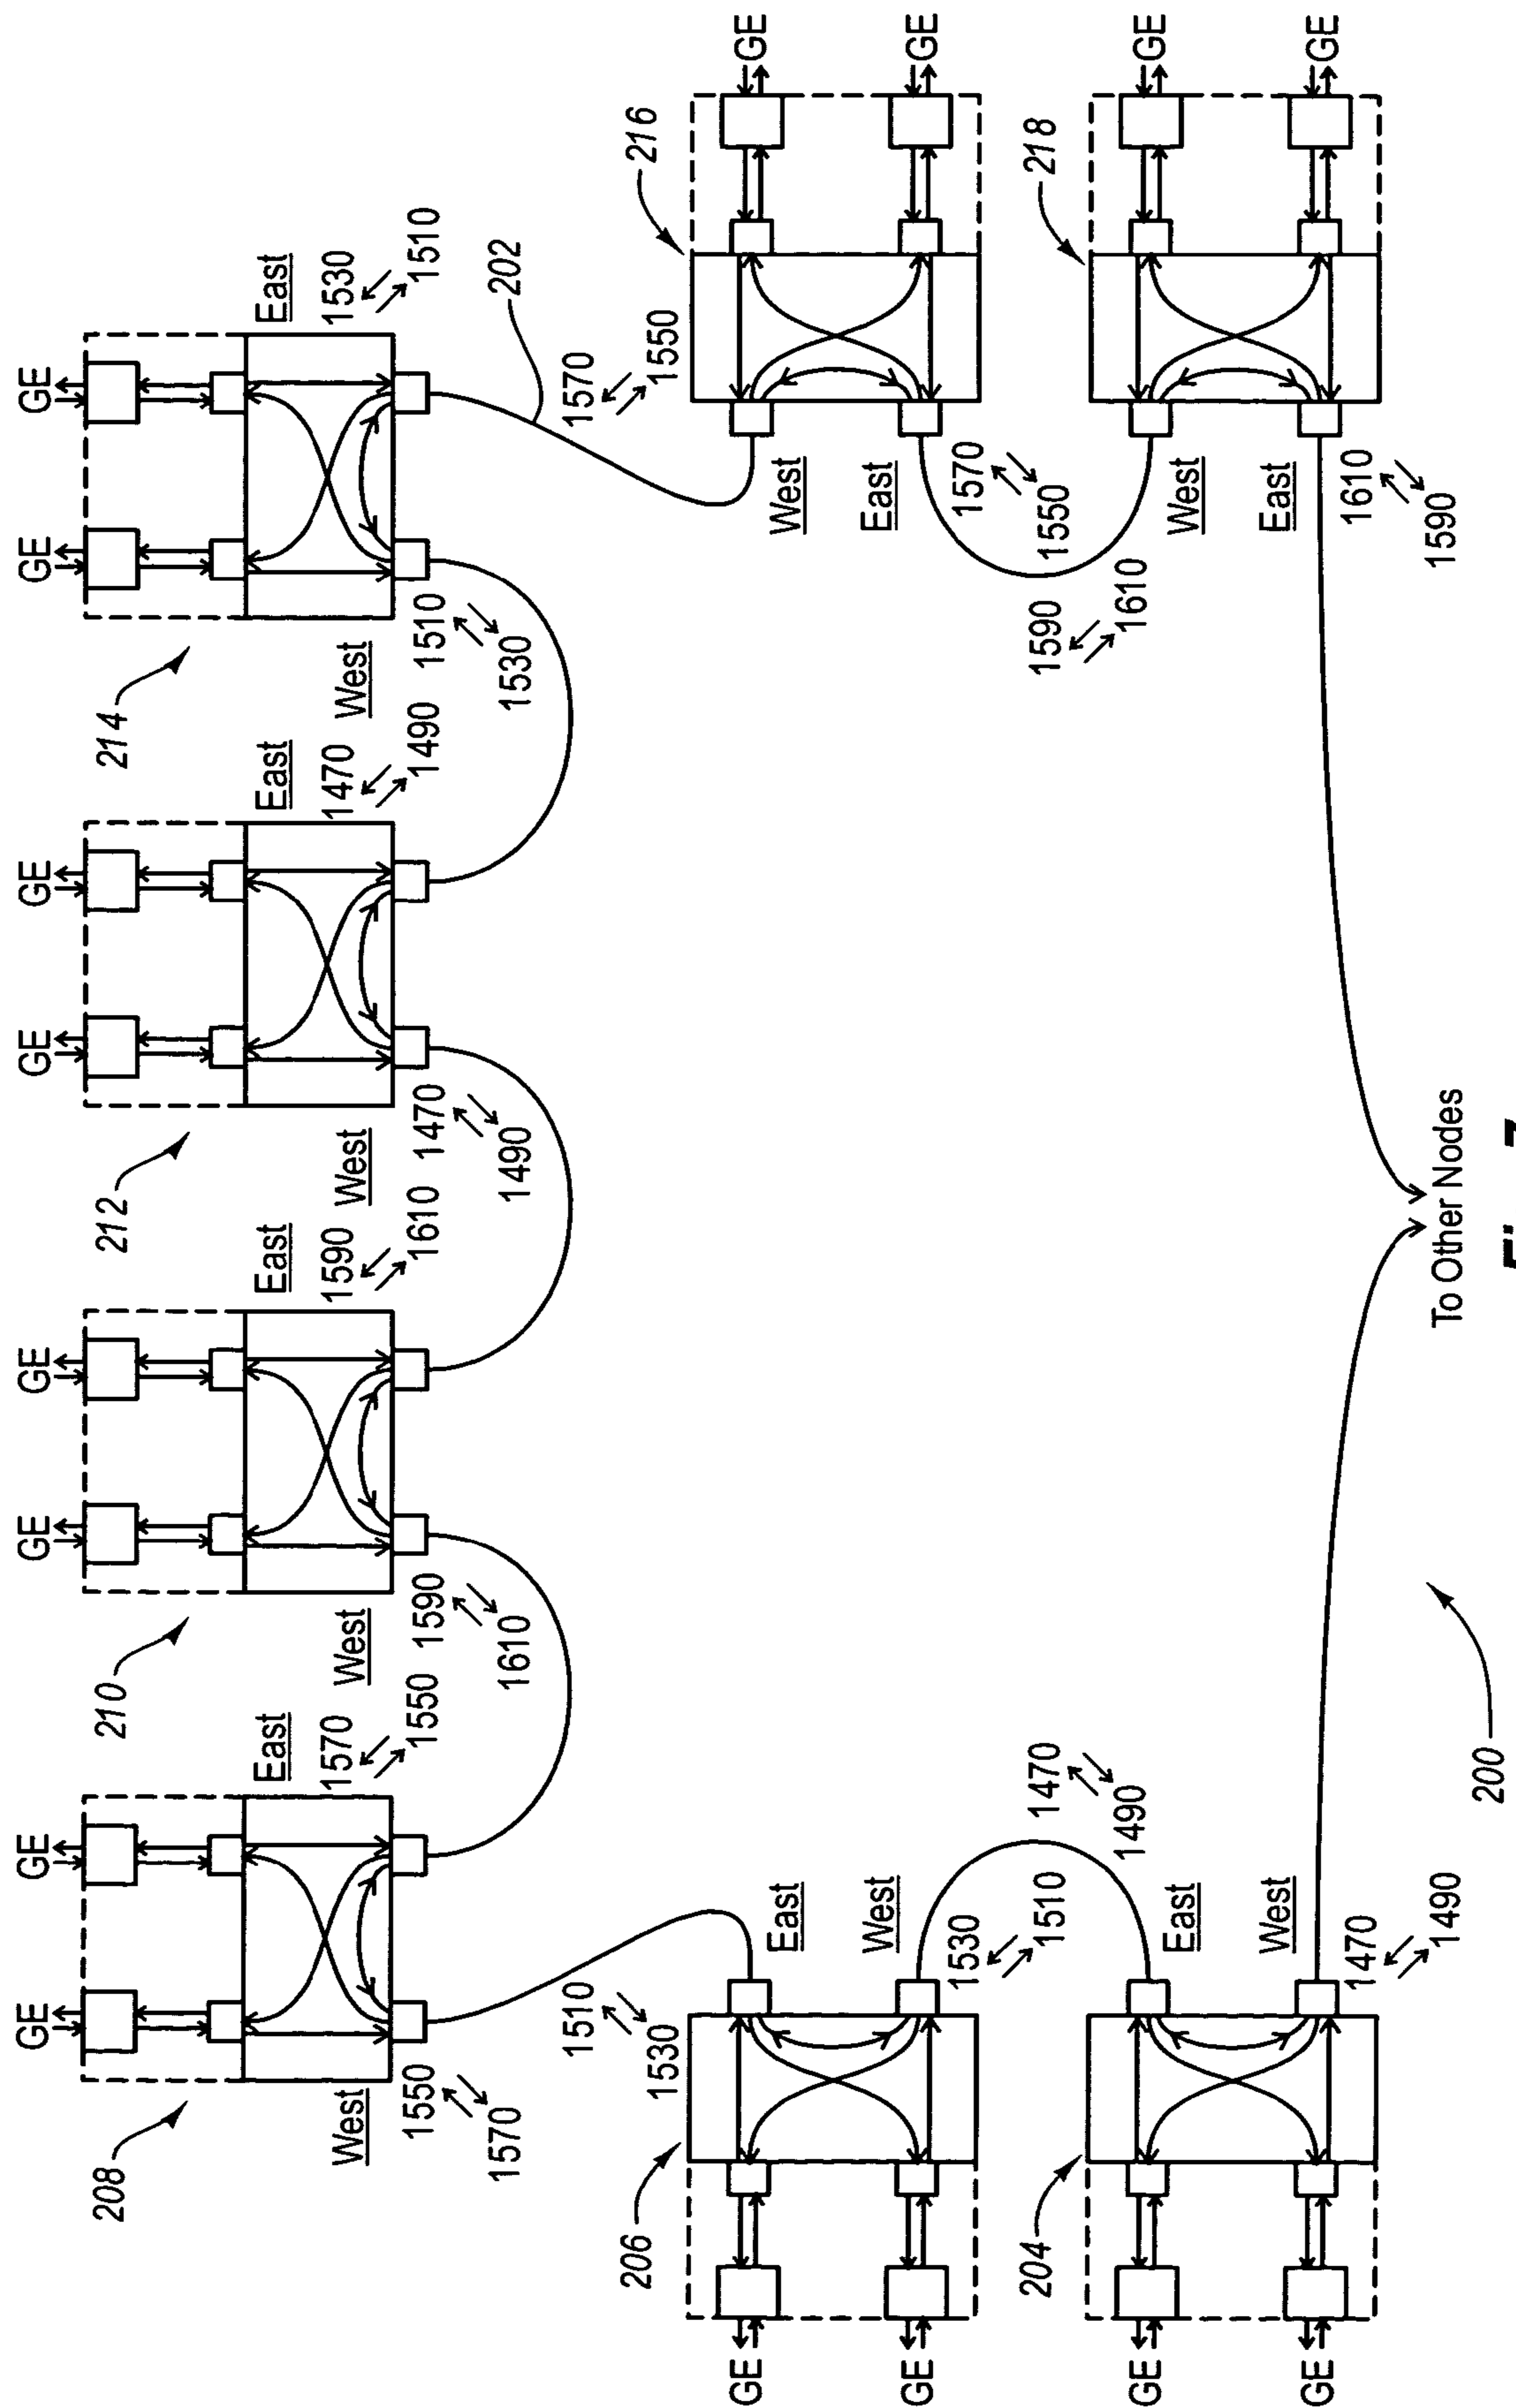 GE
GE
GE
GE
GE
GE
GE
GE
208
210
212
214
West
East
West
East
West
East
West
East
1550
1570
1570
1550
1590
1610
1590
1610
1470
1490
1470
1490
1510
1530
1530
1510
202
206
216
1510
1530
1570
1550
GE
East
West
GE
GE
West
East
GE
1530
1510
1570
1550
204
218
1470
1490
1590
1610
GE
East
West
GE
GE
West
East
GE
1470
1490
1610
1590
200
To Other Nodes